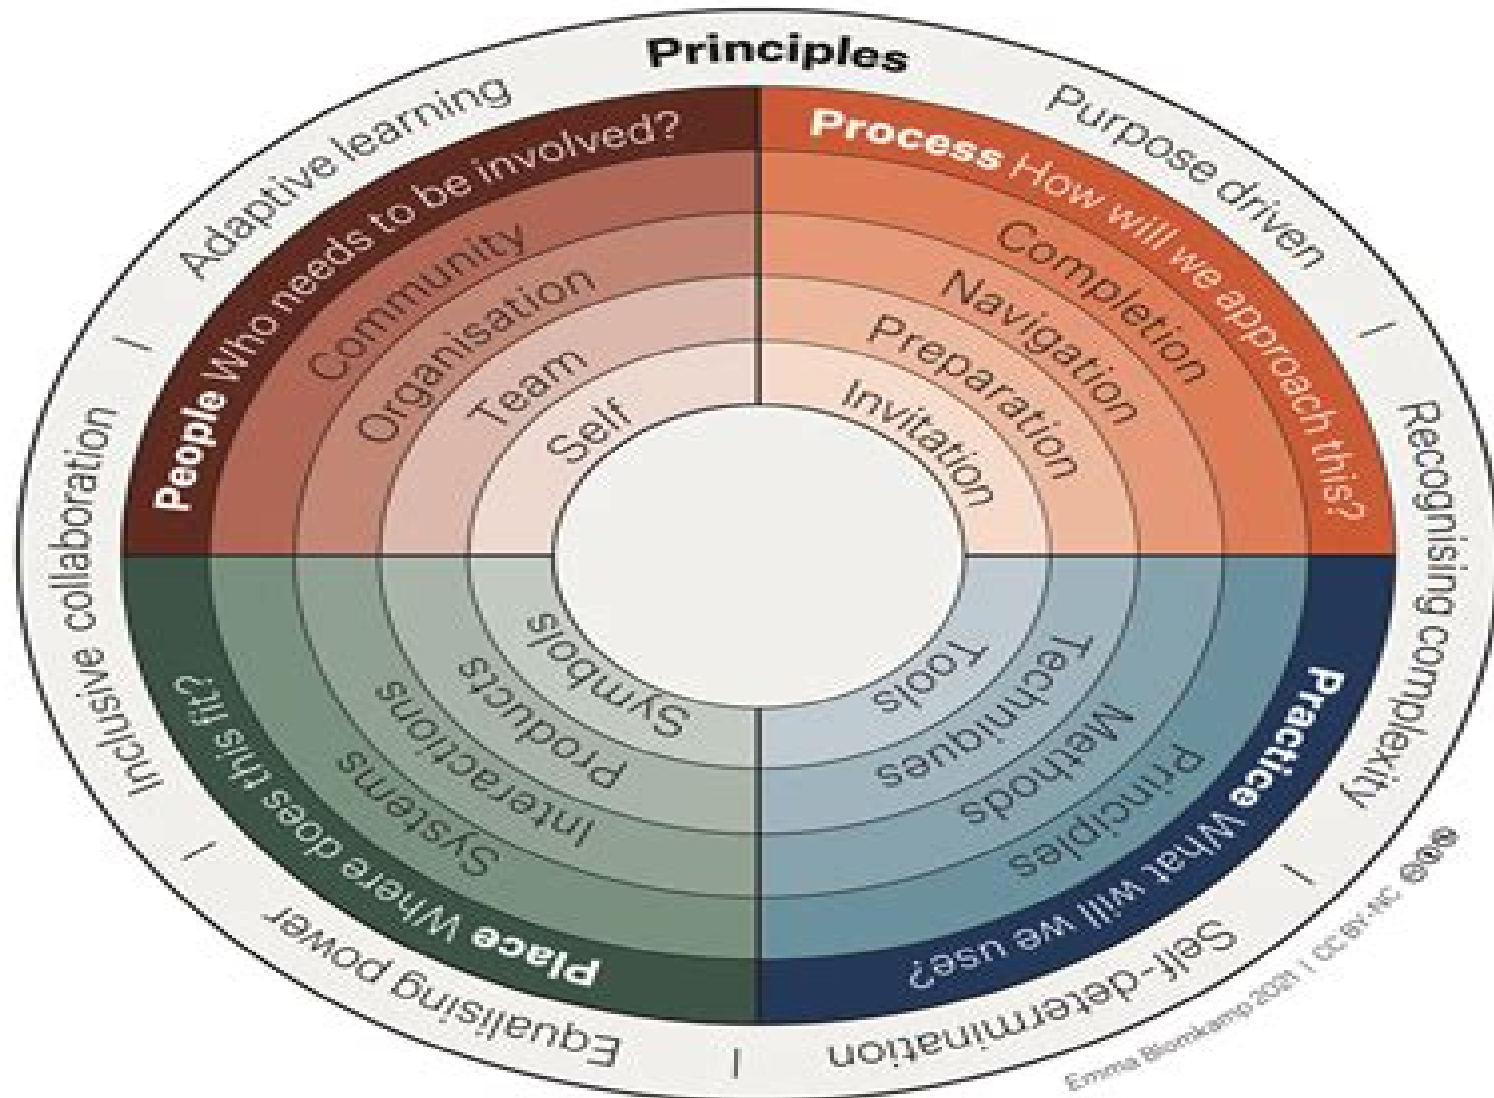 Principles
Purpose driven
|
Recognising complexity
|
Self-determination
|
Equalising power
|
Inclusive collaboration
|
Adaptive learning
People Who needs to be involved?
Community
Organisation
Team
Self
Process How will we approach this?
Completion
Navigation
Preparation
Invitation
Practice What will we use?
Principles
Methods
Techniques
Tools
Place Where does this fit?
Systems
Interactions
Products
Symbols
Emma Blomkamp 2021 | CC BY-NC